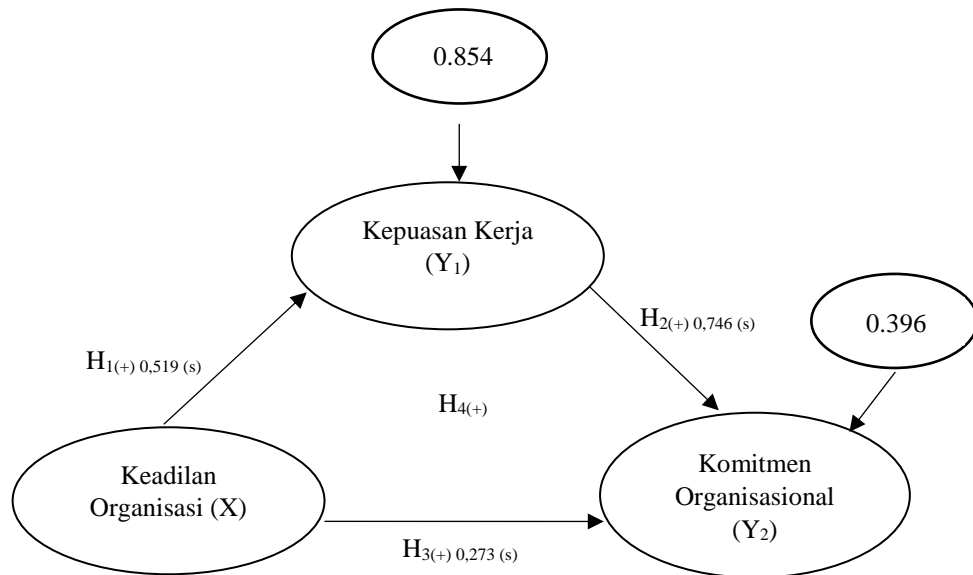 0.854
Kepuasan Kerja
(Y₁)
H₂₍₊₎ 0,746 (s)
0.396
H₁₍₊₎ 0,519 (s)
H₄₍₊₎
Keadilan
Organisasi (X)
Komitmen
Organisasional
(Y₂)
H₃₍₊₎ 0,273 (s)